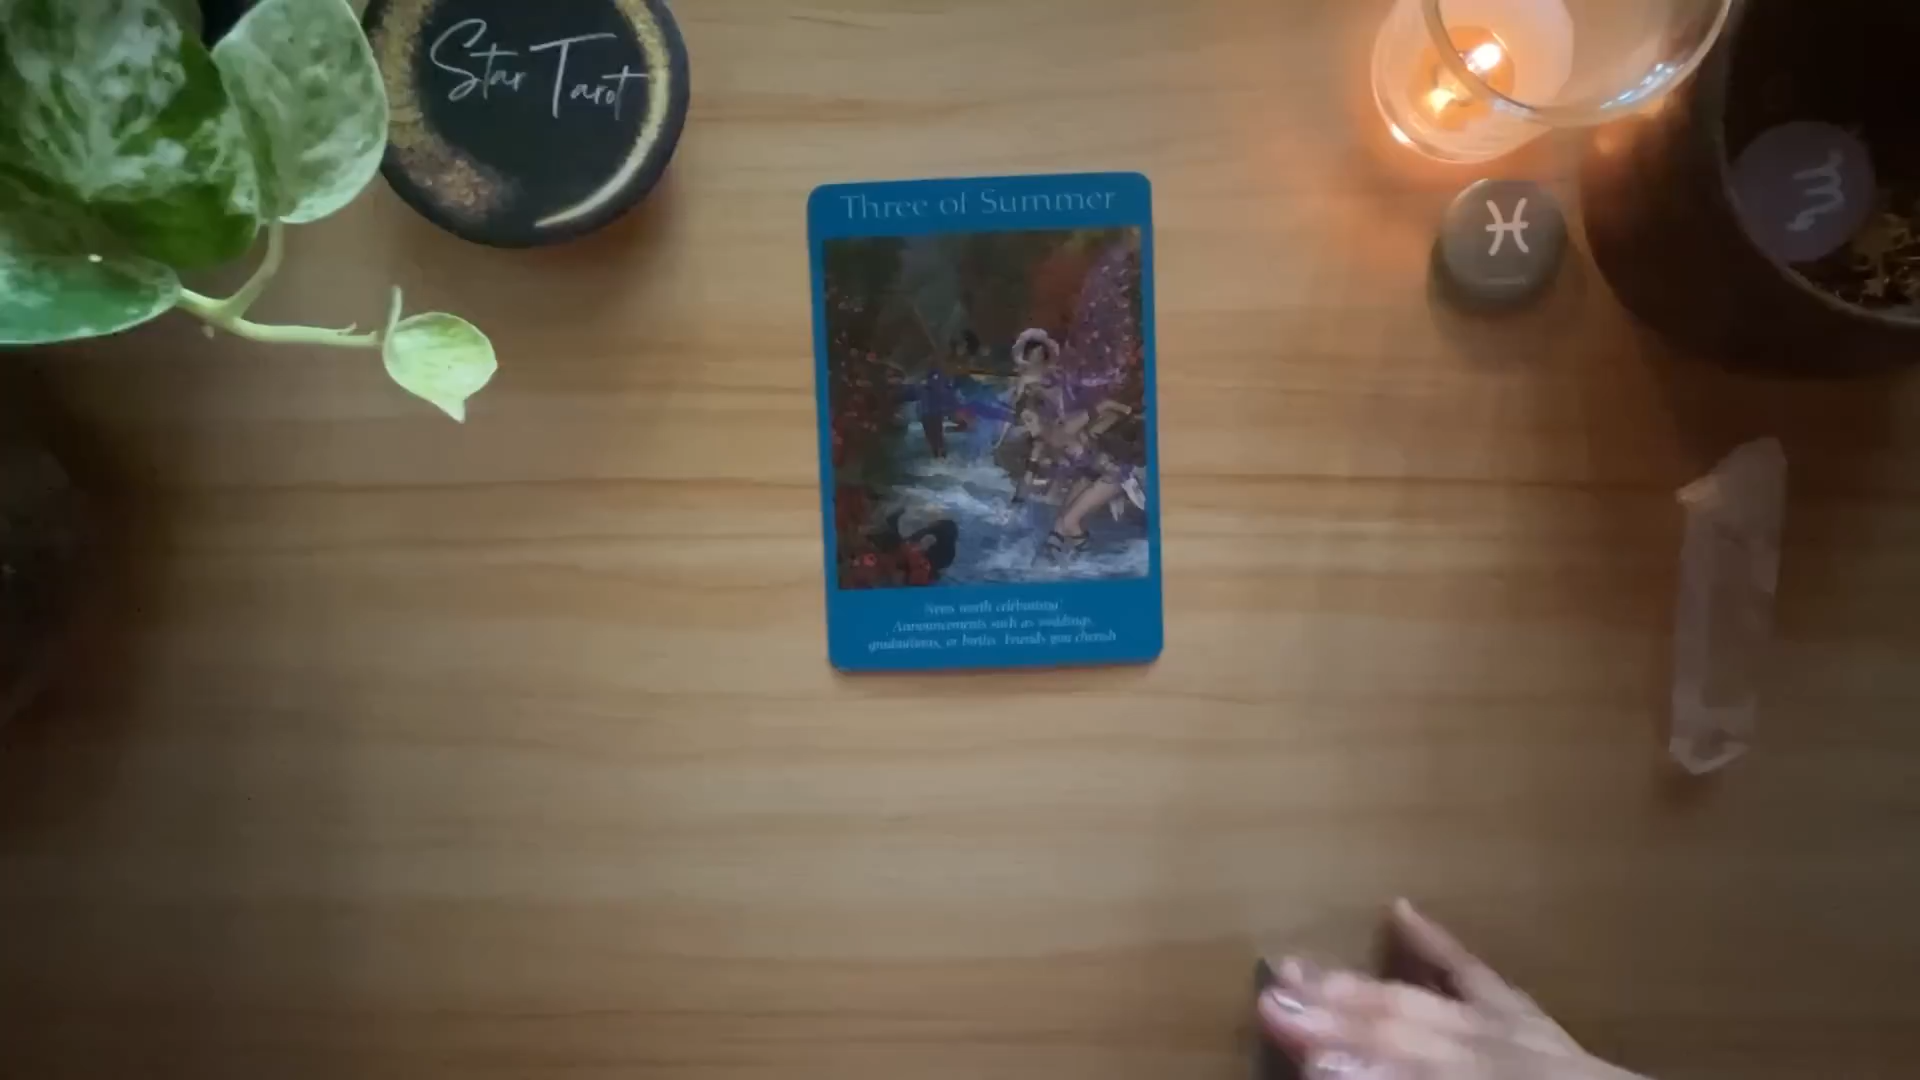 Star Tarot
Three of Summer
News worth celebrating!
Announcements such as weddings,
graduations, or births. Friends you cherish
♓